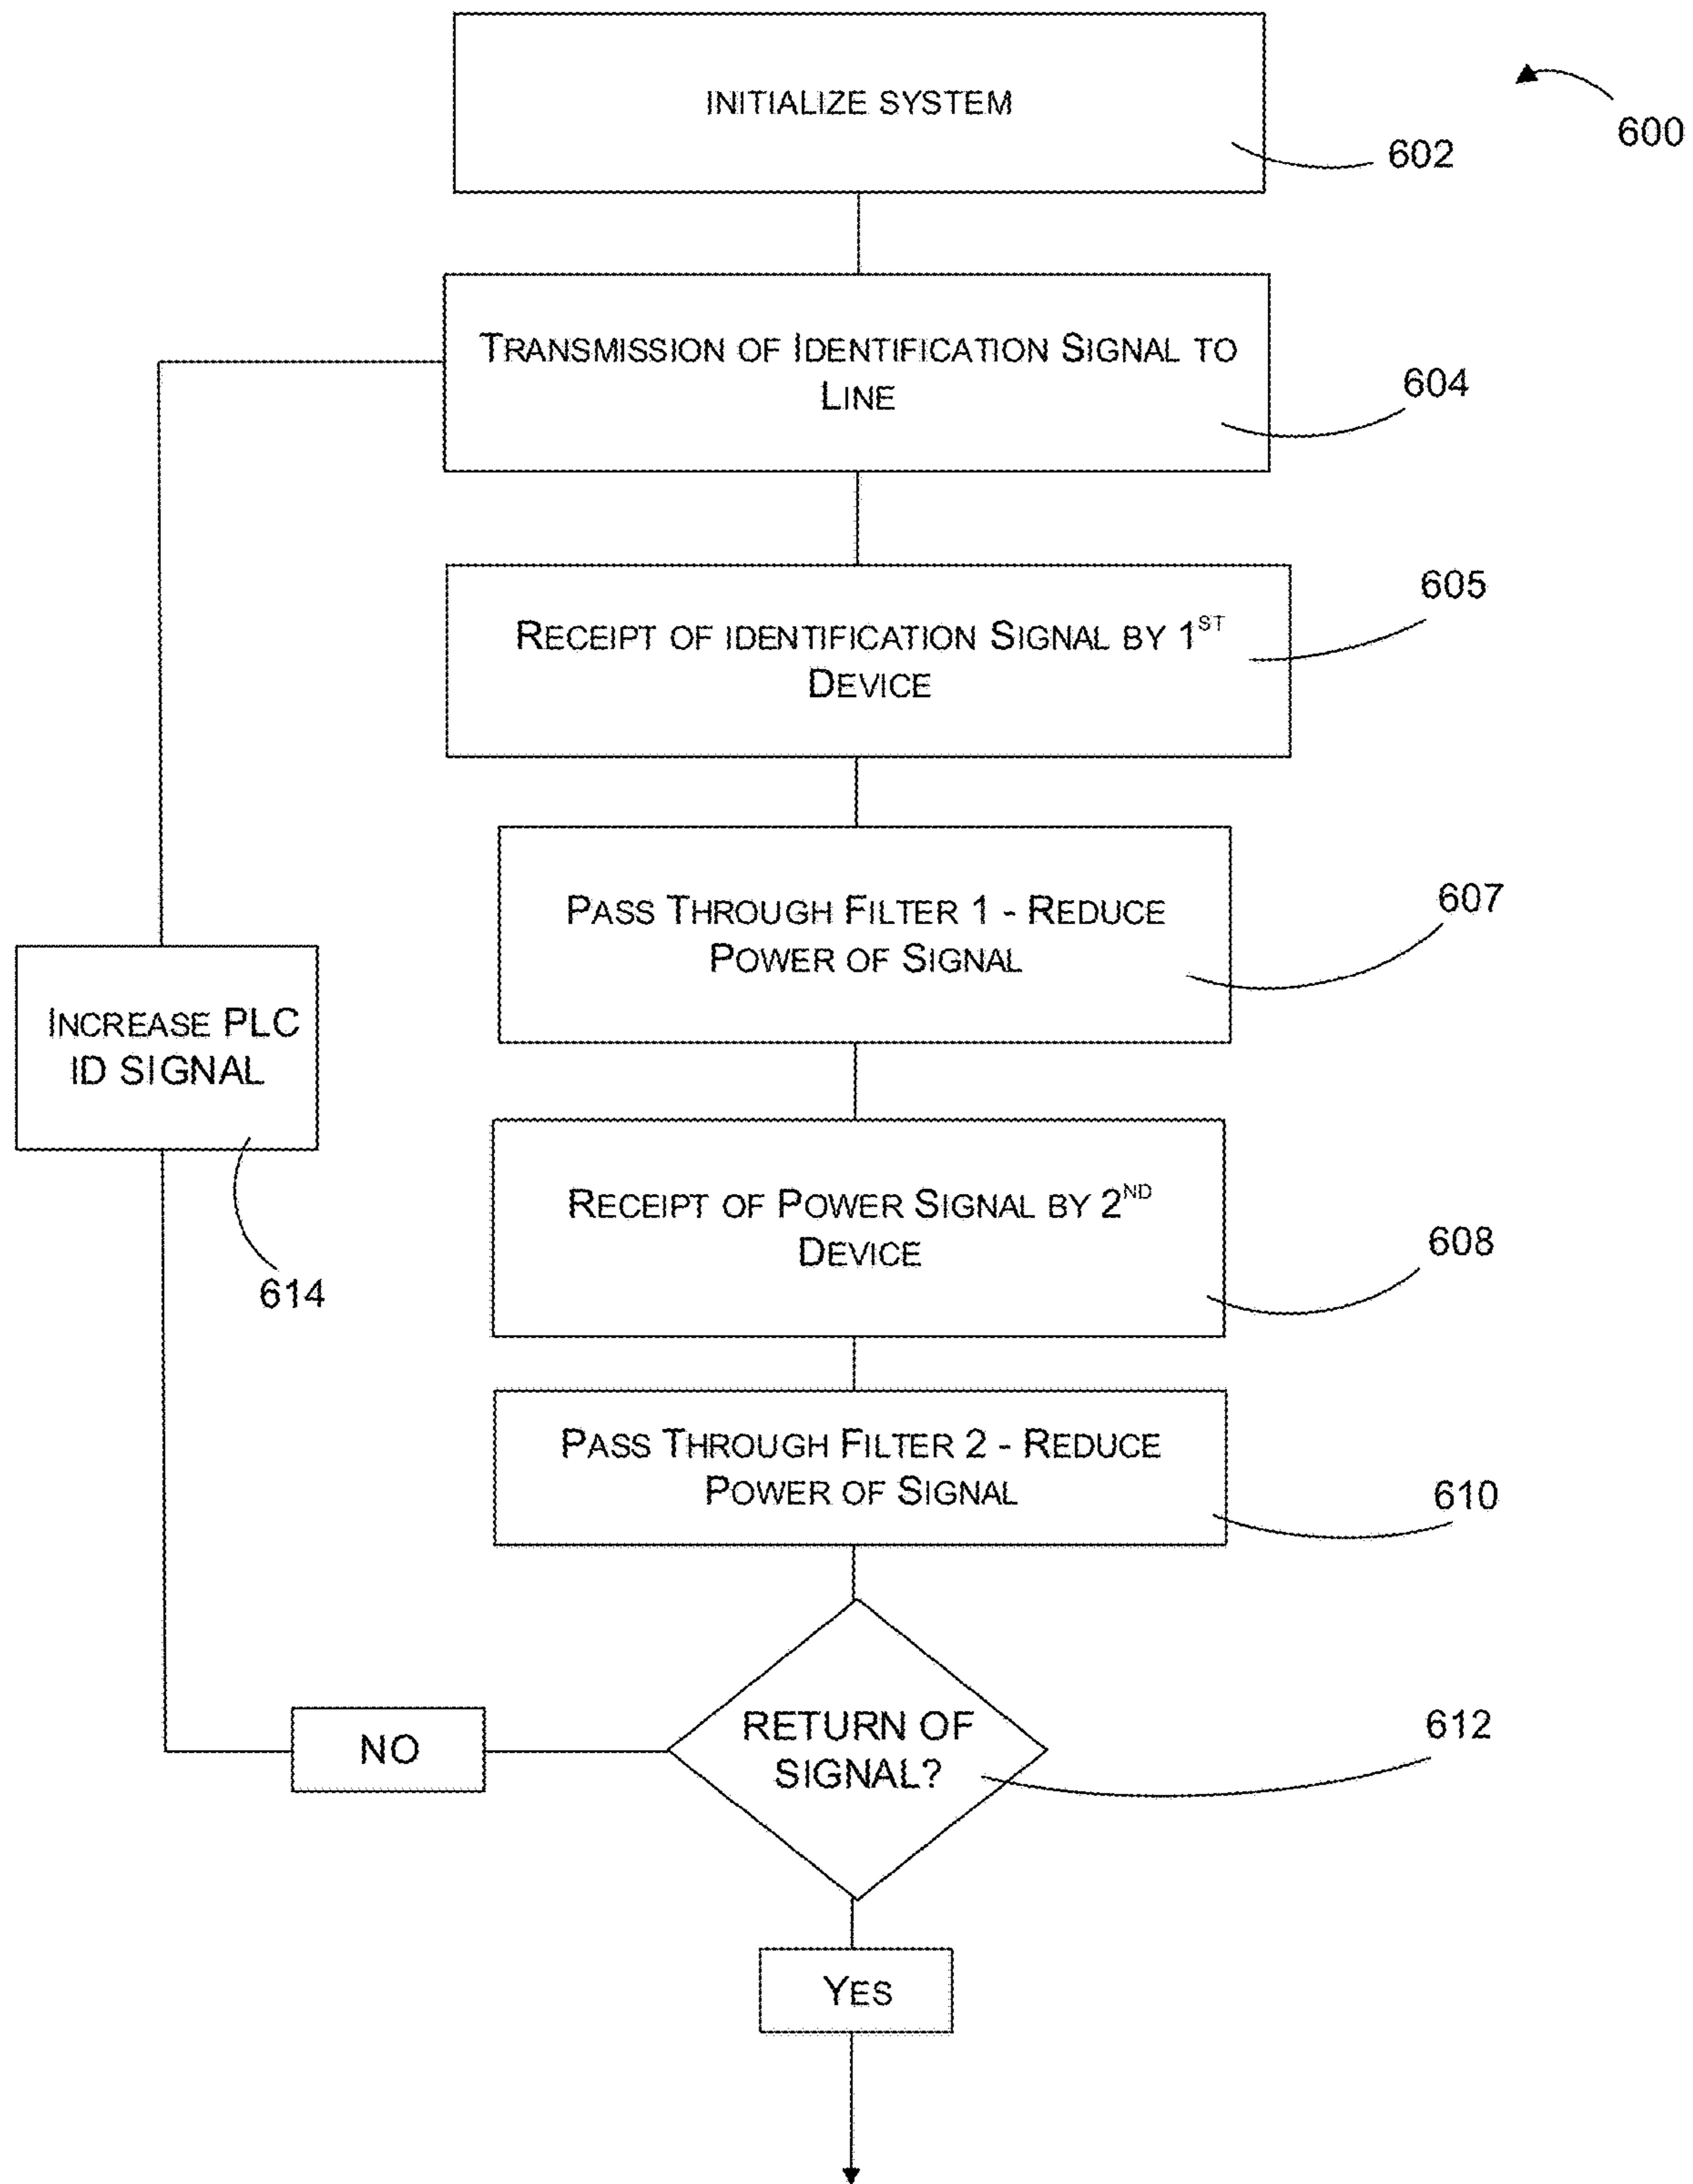 INITIALIZE SYSTEM
600
602
TRANSMISSION OF IDENTIFICATION SIGNAL TO
LINE
604
RECEIPT OF IDENTIFICATION SIGNAL BY 1ST
DEVICE
605
PASS THROUGH FILTER 1 - REDUCE
POWER OF SIGNAL
607
INCREASE PLC
ID SIGNAL
614
RECEIPT OF POWER SIGNAL BY 2ND
DEVICE
608
PASS THROUGH FILTER 2 - REDUCE
POWER OF SIGNAL
610
RETURN OF
SIGNAL?
612
NO
YES